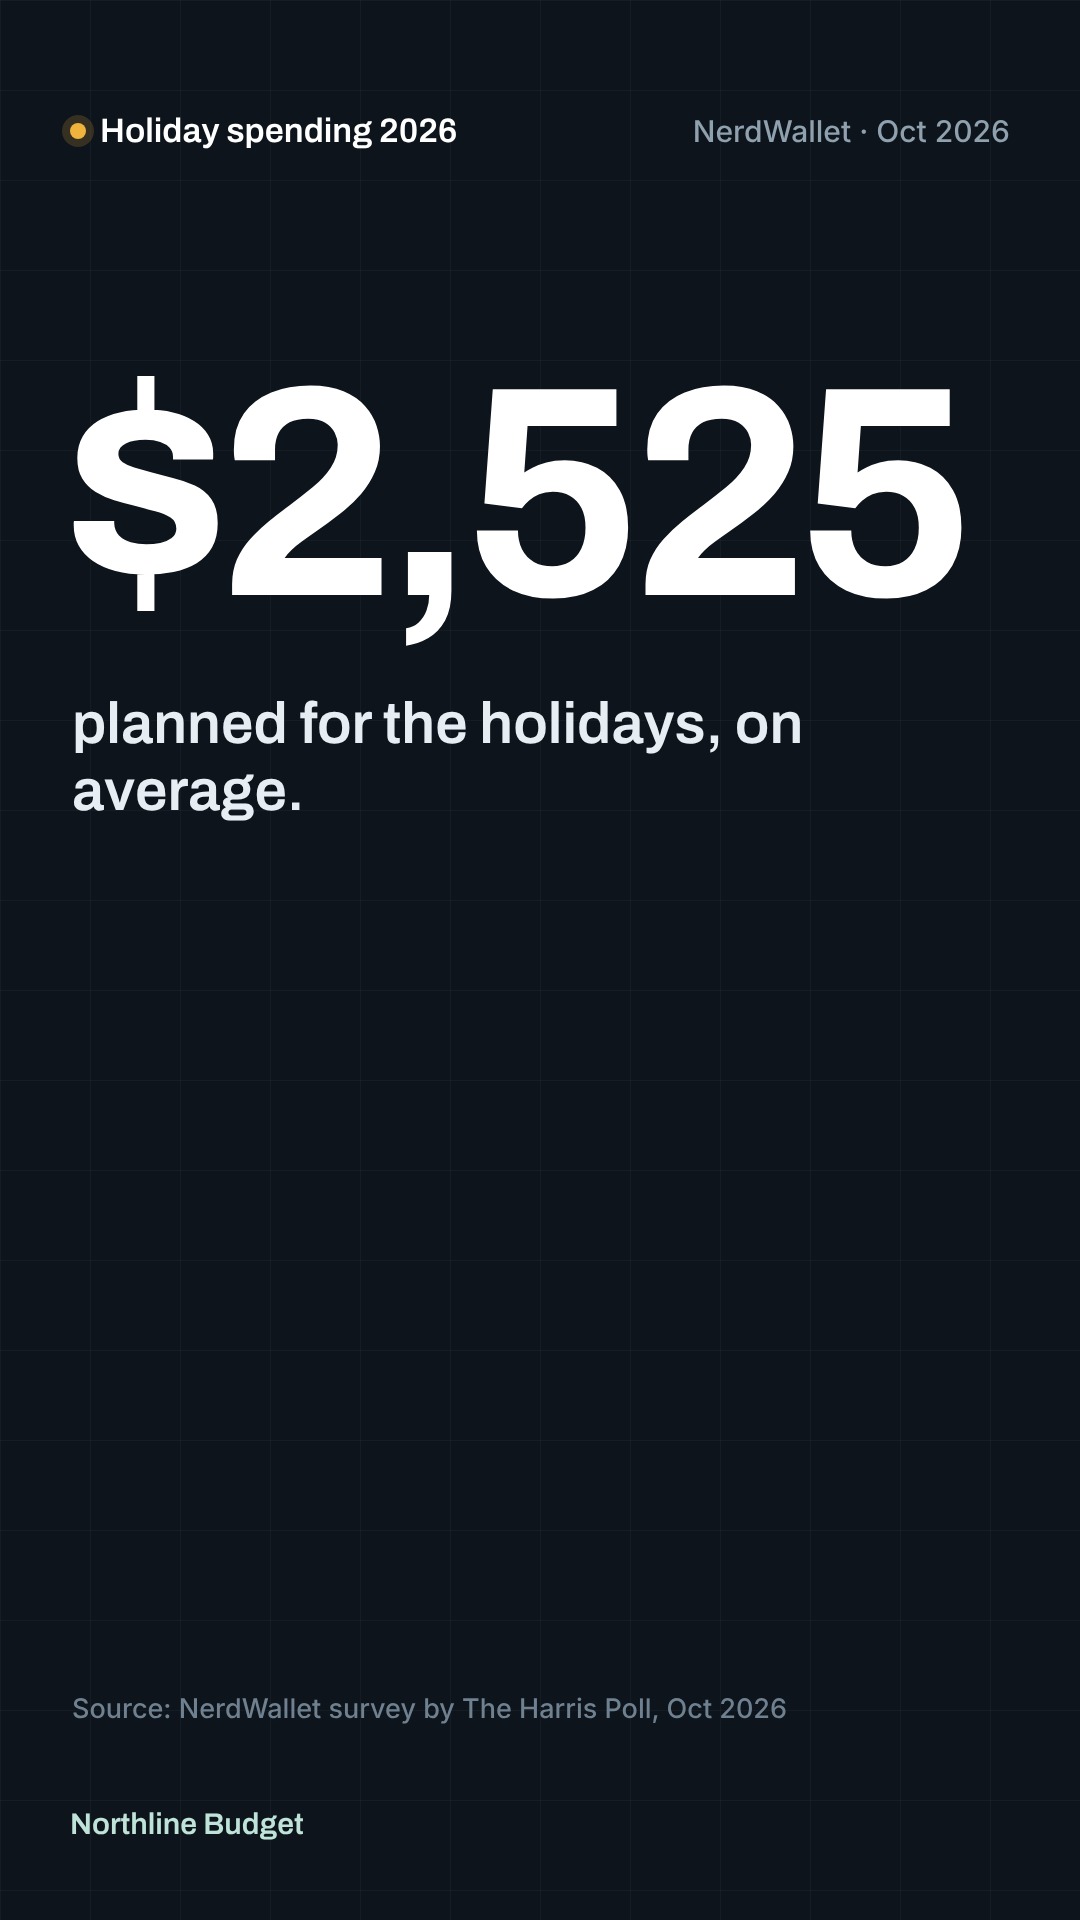 Holiday spending 2026
NerdWallet · Oct 2026
$2,525
planned for the holidays, on
average.
Source: NerdWallet survey by The Harris Poll, Oct 2026
Northline Budget